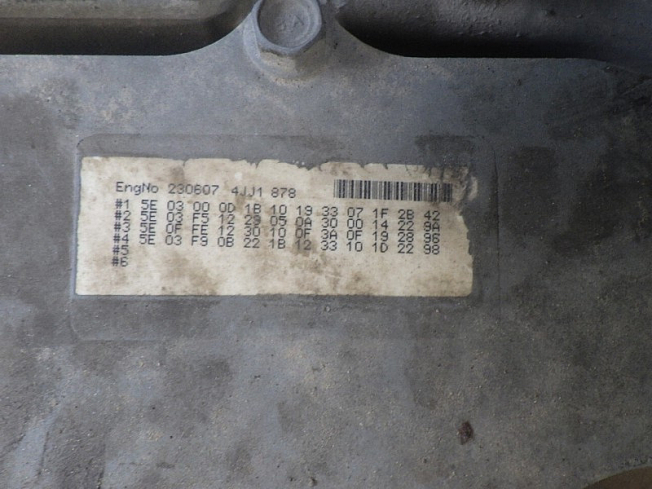 EngNo 230607 4JJ1 878
#1 5E 03 00 0D 1B 10 19 33 07 1F 2B 42
#2 5E 03 F5 12 29 05 0A 30 00 14 22 9A
#3 5E 0F FE 12 30 10 0F 3A 0F 19 28 96
#4 5E 03 F9 0B 22 1B 12 33 10 1D 22 98
#5
#6